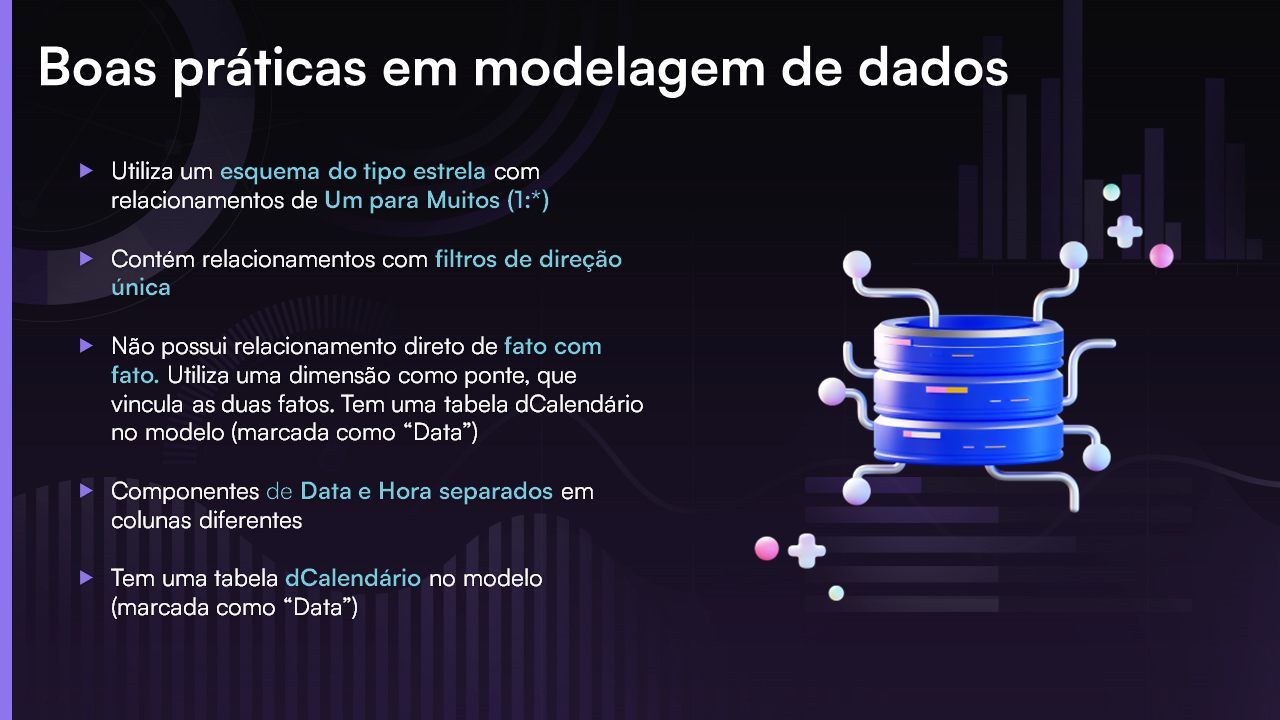 Boas práticas em modelagem de dados
Utiliza um esquema do tipo estrela com
relacionamentos de Um para Muitos (1:*)
Contém relacionamentos com filtros de direção
única
Não possui relacionamento direto de fato com
fato. Utiliza uma dimensão como ponte, que
vincula as duas fatos. Tem uma tabela dCalendário
no modelo (marcada como “Data”)
Componentes de Data e Hora separados em
colunas diferentes
Tem uma tabela dCalendário no modelo
(marcada como “Data”)